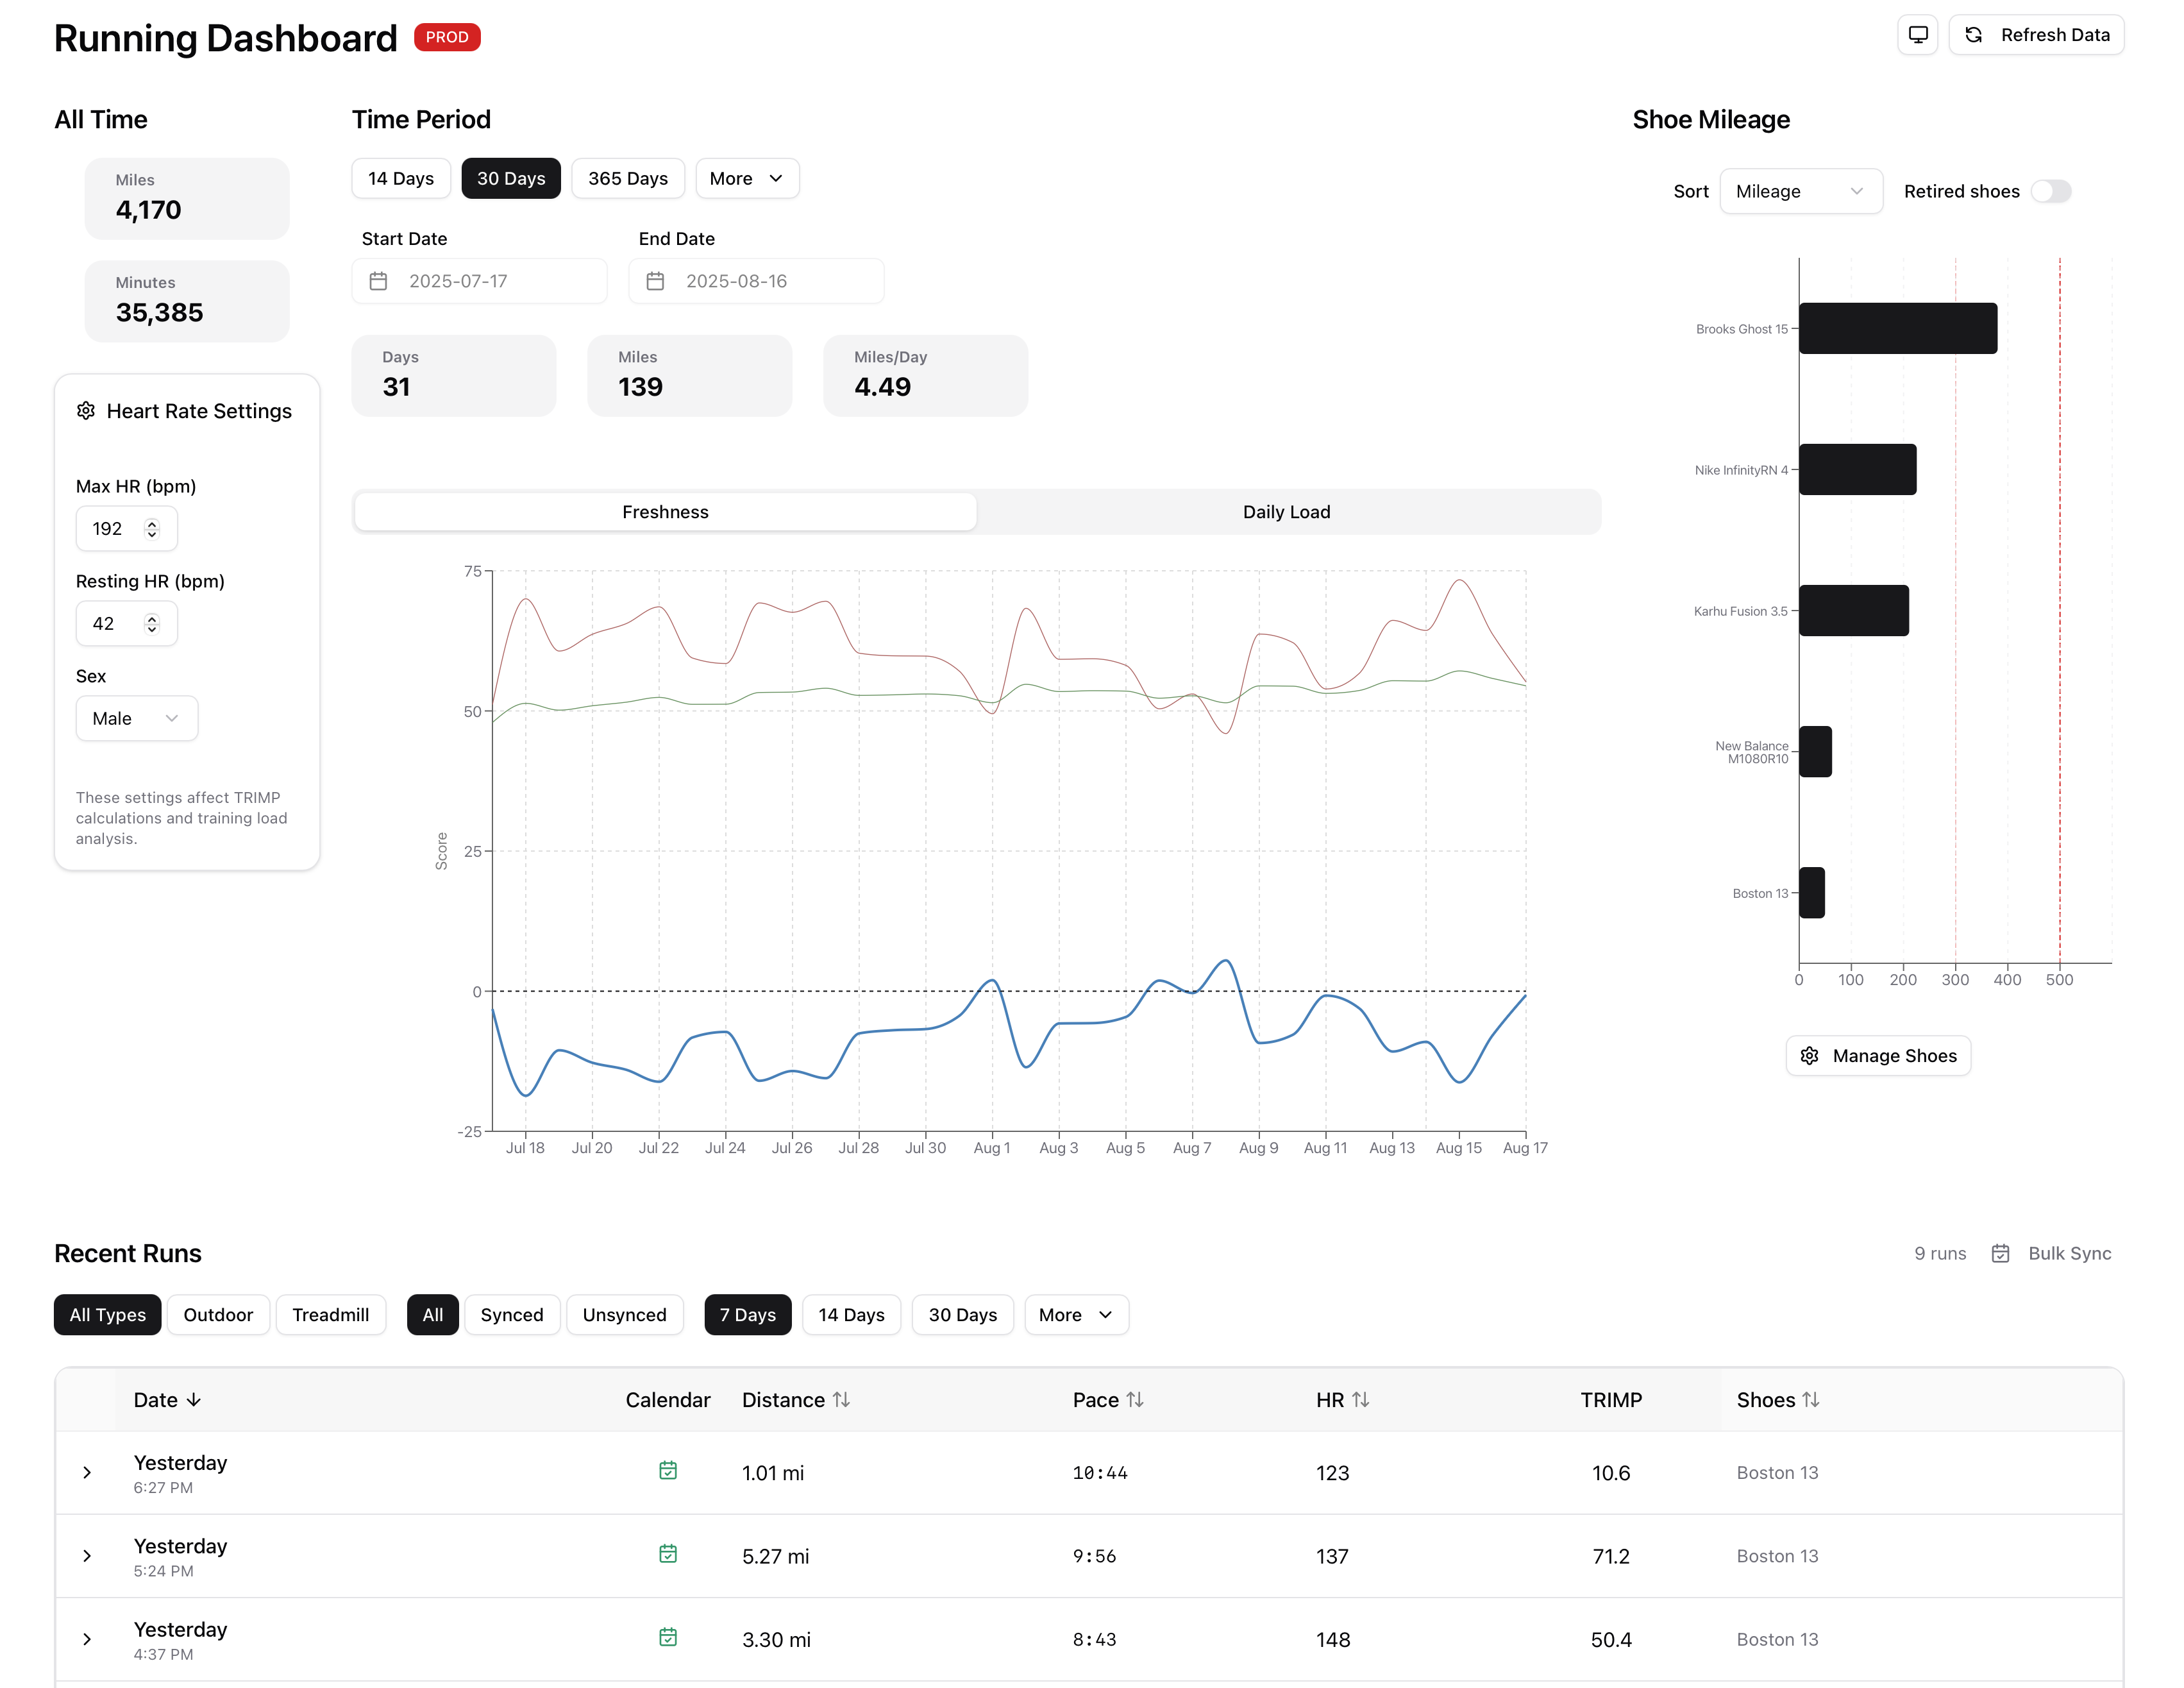 Running Dashboard PROD
Refresh Data
All Time
Miles
4,170
Minutes
35,385
Heart Rate Settings
Max HR (bpm)
192
Resting HR (bpm)
42
Sex
Male
These settings affect TRIMP
calculations and training load
analysis.
Time Period
14 Days 30 Days 365 Days More
Start Date End Date
2025-07-17 2025-08-16
Days Miles Miles/Day
31 139 4.49
Freshness Daily Load
Score
75
50
25
0
-25
Jul 18 Jul 20 Jul 22 Jul 24 Jul 26 Jul 28 Jul 30 Aug 1 Aug 3 Aug 5 Aug 7 Aug 9 Aug 11 Aug 13 Aug 15 Aug 17
Shoe Mileage
Sort Mileage Retired shoes
Brooks Ghost 15
Nike InfinityRN 4
Karhu Fusion 3.5
New Balance
M1080R10
Boston 13
0 100 200 300 400 500
Manage Shoes
Recent Runs
9 runs Bulk Sync
All Types Outdoor Treadmill All Synced Unsynced 7 Days 14 Days 30 Days More
Date Calendar Distance Pace HR TRIMP Shoes
Yesterday
6:27 PM
1.01 mi 10:44 123 10.6 Boston 13
Yesterday
5:24 PM
5.27 mi 9:56 137 71.2 Boston 13
Yesterday
4:37 PM
3.30 mi 8:43 148 50.4 Boston 13